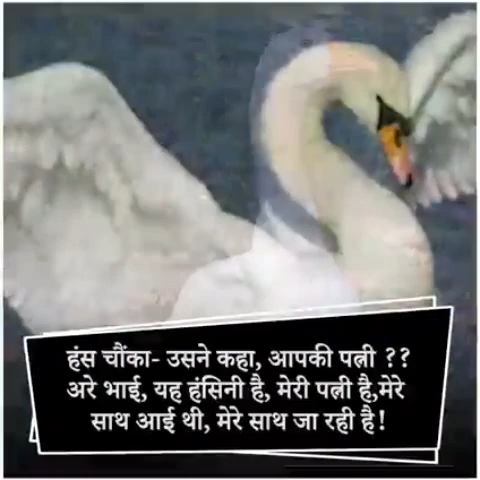 हंस चौंका- उसने कहा, आपकी पत्नी ??
अरे भाई, यह हंसिनी है, मेरी पत्नी है,मेरे
साथ आई थी, मेरे साथ जा रही है!